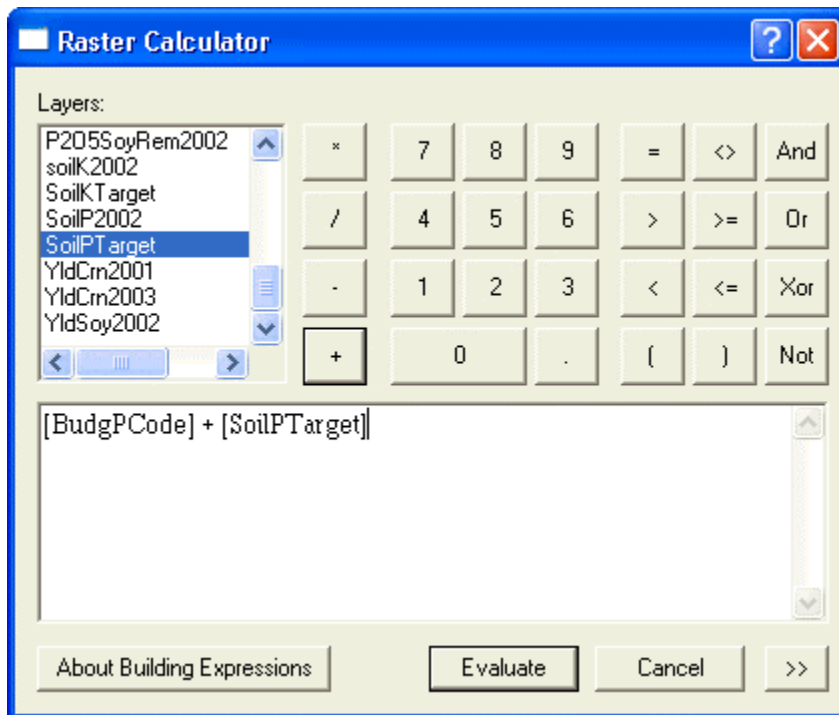 Raster Calculator
?
Layers:
P2O5SoyRem2002
soilK2002
SoilKTarget
SoilP2002
SoilPTarget
YldCrn2001
YldCrn2003
YldSoy2002
* 7 8 9 = <> And
/ 4 5 6 > >= Or
- 1 2 3 < <= Xor
+ 0 . ( ) Not
[BudgPCode] + [SoilPTarget]
About Building Expressions Evaluate Cancel >>